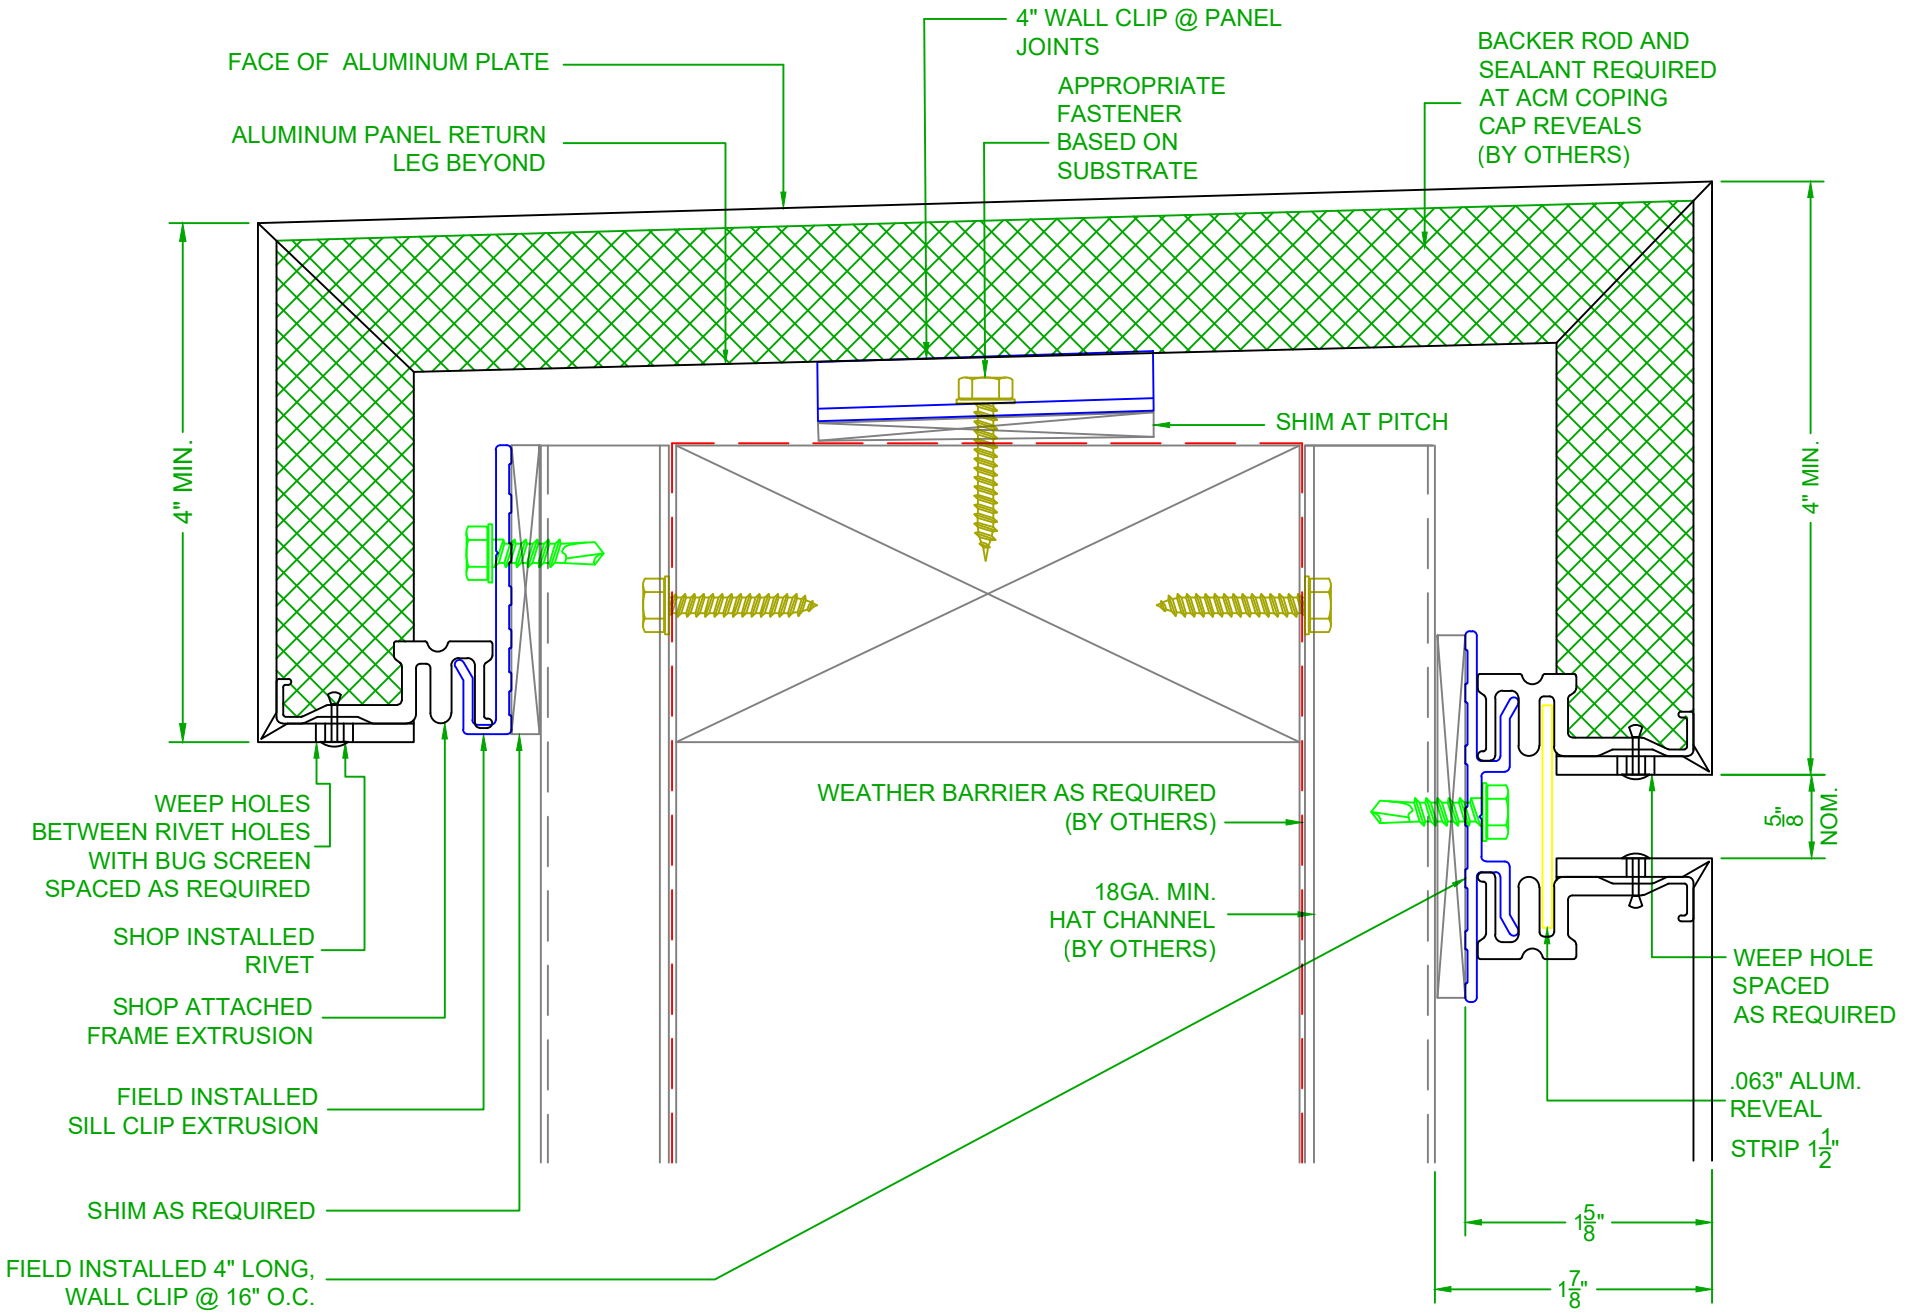 4" WALL CLIP @ PANEL
JOINTS
FACE OF ALUMINUM PLATE
BACKER ROD AND
SEALANT REQUIRED
AT ACM COPING
CAP REVEALS
(BY OTHERS)
APPROPRIATE
FASTENER
BASED ON
SUBSTRATE
ALUMINUM PANEL RETURN
LEG BEYOND
4" MIN.
4" MIN.
SHIM AT PITCH
WEATHER BARRIER AS REQUIRED
(BY OTHERS)
5/8"
NOM.
WEEP HOLES
BETWEEN RIVET HOLES
WITH BUG SCREEN
SPACED AS REQUIRED
18GA. MIN.
HAT CHANNEL
(BY OTHERS)
SHOP INSTALLED
RIVET
WEEP HOLE
SPACED
AS REQUIRED
SHOP ATTACHED
FRAME EXTRUSION
FIELD INSTALLED
SILL CLIP EXTRUSION
.063" ALUM.
REVEAL
STRIP 1 1/2"
SHIM AS REQUIRED
1 5/8"
FIELD INSTALLED 4" LONG,
WALL CLIP @ 16" O.C.
1 7/8"